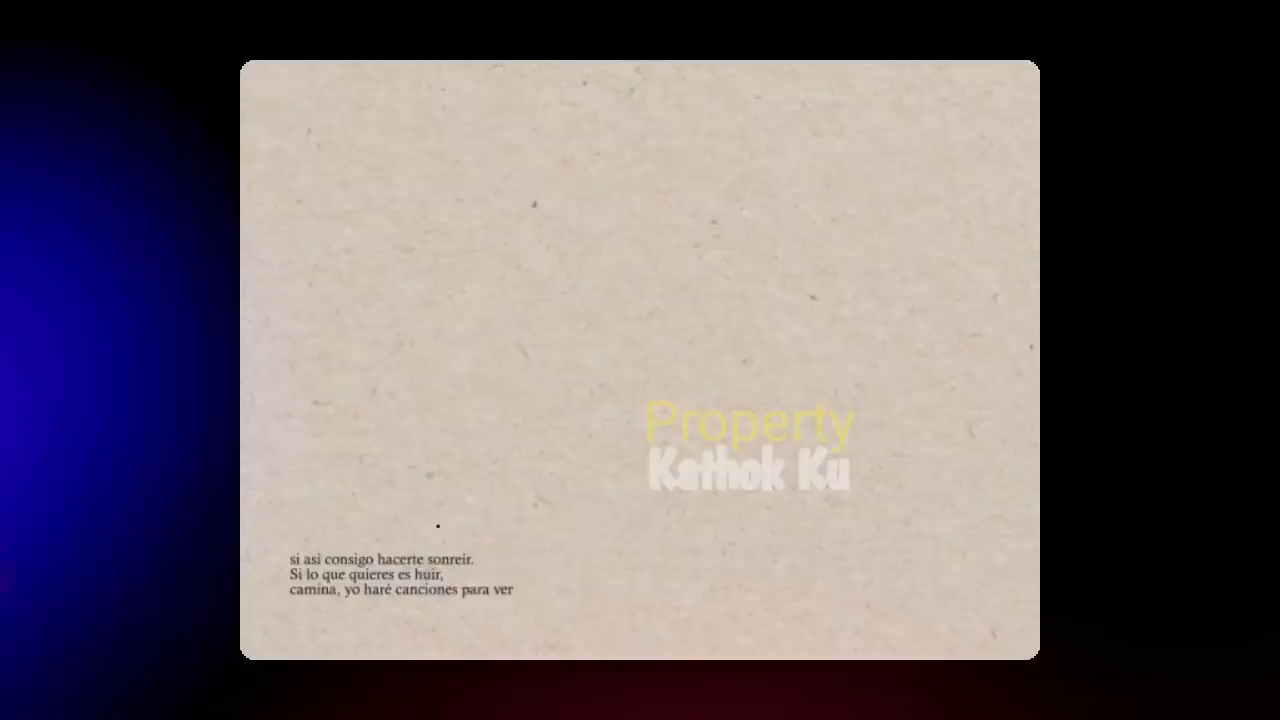 Property
Kathok Ku
si asi consigo hacerte sonreir.
Si lo que quieres es huir,
camina, yo haré canciones para ver